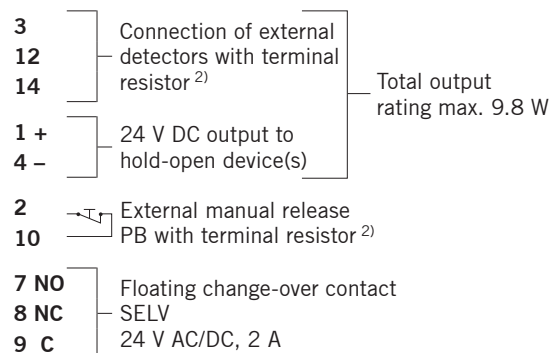 3
12
14
Connection of external
detectors with terminal
resistor 2)
1 +
4 –
24 V DC output to
hold-open device(s)
Total output
rating max. 9.8 W
2
10
External manual release
PB with terminal resistor 2)
7 NO
8 NC
9 C
Floating change-over contact
SELV
24 V AC/DC, 2 A